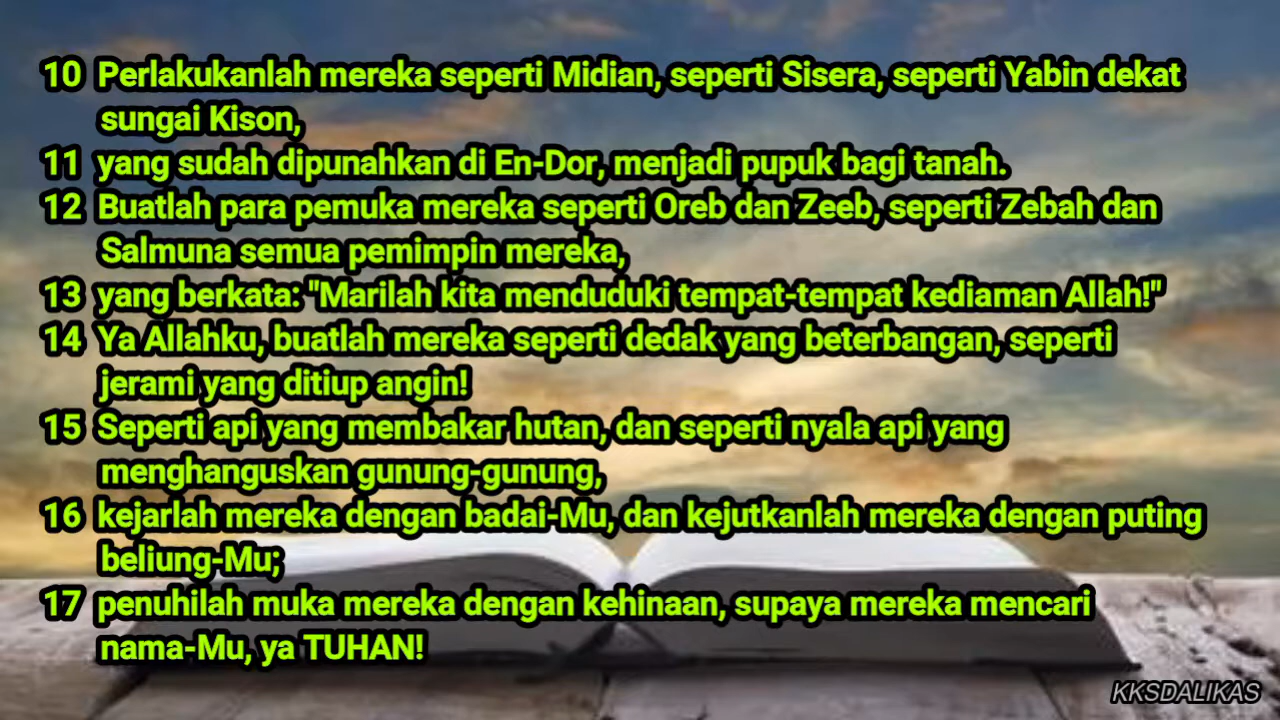 10 Perlakukanlah mereka seperti Midian, seperti Sisera, seperti Yabin dekat
sungai Kison,
11 yang sudah dipunahkan di En-Dor, menjadi pupuk bagi tanah.
12 Buatlah para pemuka mereka seperti Oreb dan Zeeb, seperti Zebah dan
Salmuna semua pemimpin mereka,
13 yang berkata: "Marilah kita menduduki tempat-tempat kediaman Allah!"
14 Ya Allahku, buatlah mereka seperti dedak yang beterbangan, seperti
jerami yang ditiup angin!
15 Seperti api yang membakar hutan, dan seperti nyala api yang
menghanguskan gunung-gunung,
16 kejarlah mereka dengan badai-Mu, dan kejutkanlah mereka dengan puting
beliung-Mu;
17 penuhilah muka mereka dengan kehinaan, supaya mereka mencari
nama-Mu, ya TUHAN!
KKSDALIKAS